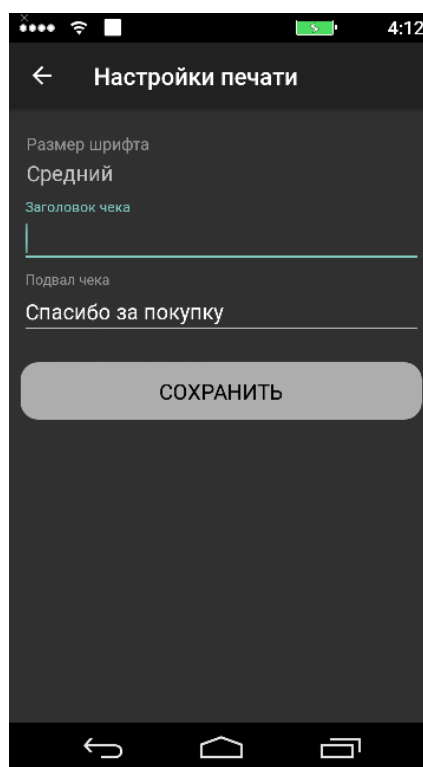 4:12
Настройки печати
Размер шрифта
Средний
Заголовок чека
Подвал чека
Спасибо за покупку
СОХРАНИТЬ